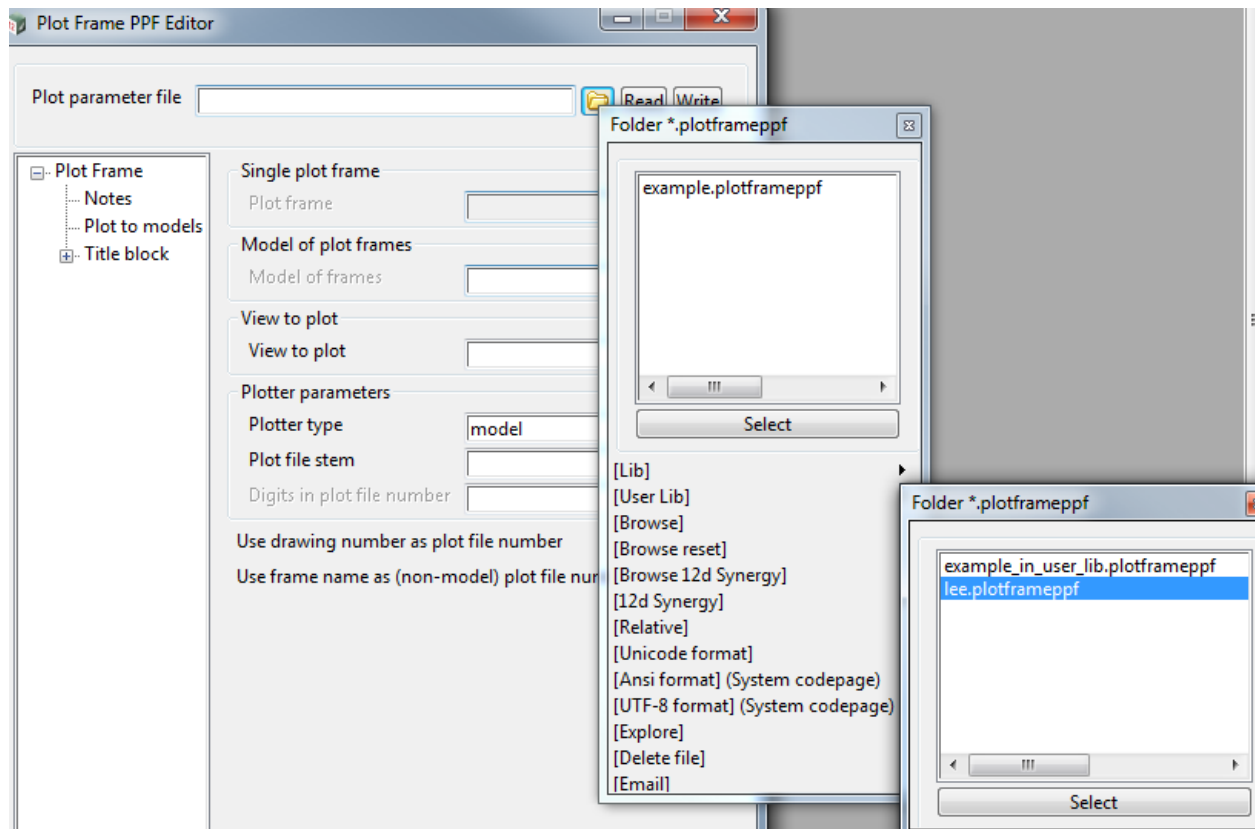 Plot Frame PPF Editor
Plot parameter file
Read Write
Plot Frame
Notes
Plot to models
Title block
Single plot frame
Plot frame
Model of plot frames
Model of frames
View to plot
View to plot
Plotter parameters
Plotter type
model
Plot file stem
Digits in plot file number
Use drawing number as plot file number
Use frame name as (non-model) plot file nur
Folder *.plotframeppf
example.plotframeppf
Select
[Lib]
[User Lib]
[Browse]
[Browse reset]
[Browse 12d Synergy]
[12d Synergy]
[Relative]
[Unicode format]
[Ansi format] (System codepage)
[UTF-8 format] (System codepage)
[Explore]
[Delete file]
[Email]
Folder *.plotframeppf
example_in_user_lib.plotframeppf
lee.plotframeppf
Select